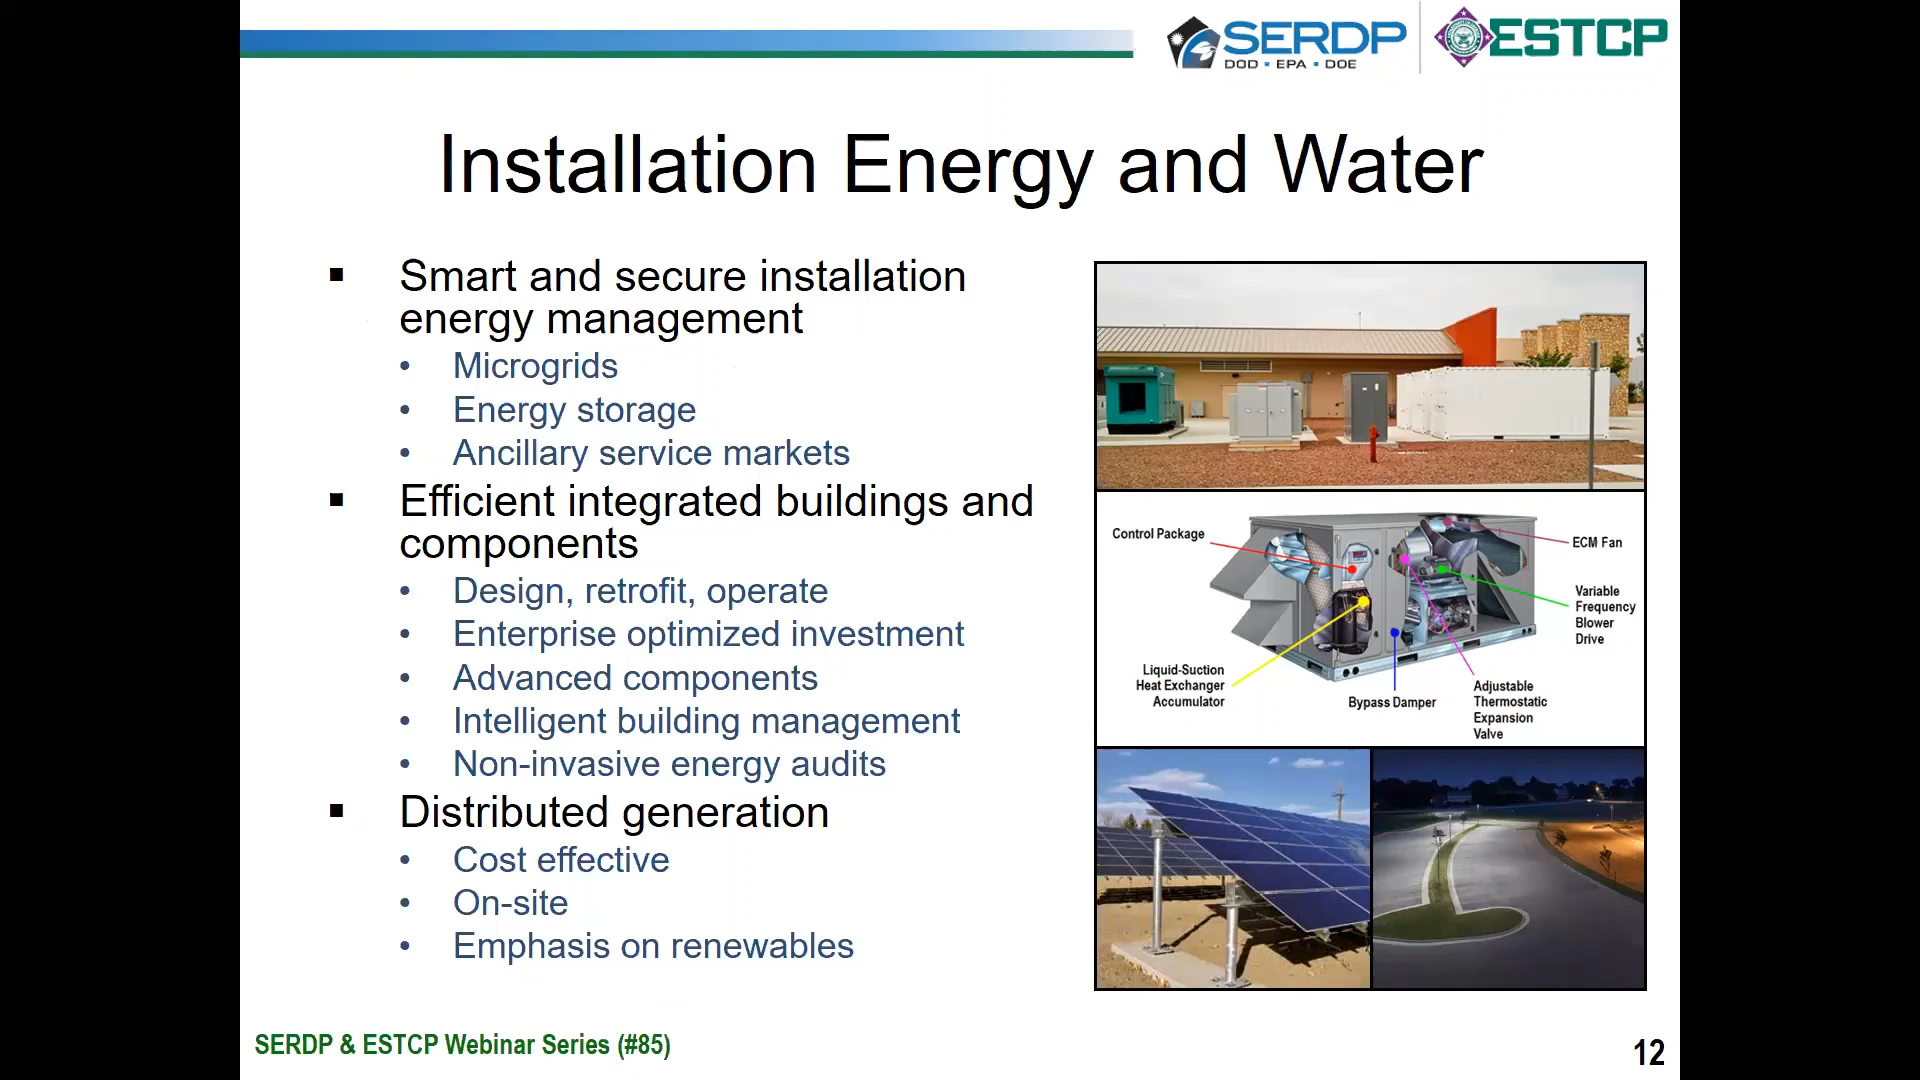 SERDP
DOD • EPA • DOE
ESTCP
Installation Energy and Water
▪ Smart and secure installation
energy management
• Microgrids
• Energy storage
• Ancillary service markets
▪ Efficient integrated buildings and
components
• Design, retrofit, operate
• Enterprise optimized investment
• Advanced components
• Intelligent building management
• Non-invasive energy audits
▪ Distributed generation
• Cost effective
• On-site
• Emphasis on renewables
Control Package
ECM Fan
Variable
Frequency
Blower
Drive
Liquid-Suction
Heat Exchanger
Accumulator
Bypass Damper
Adjustable
Thermostatic
Expansion
Valve
SERDP & ESTCP Webinar Series (#85)
12